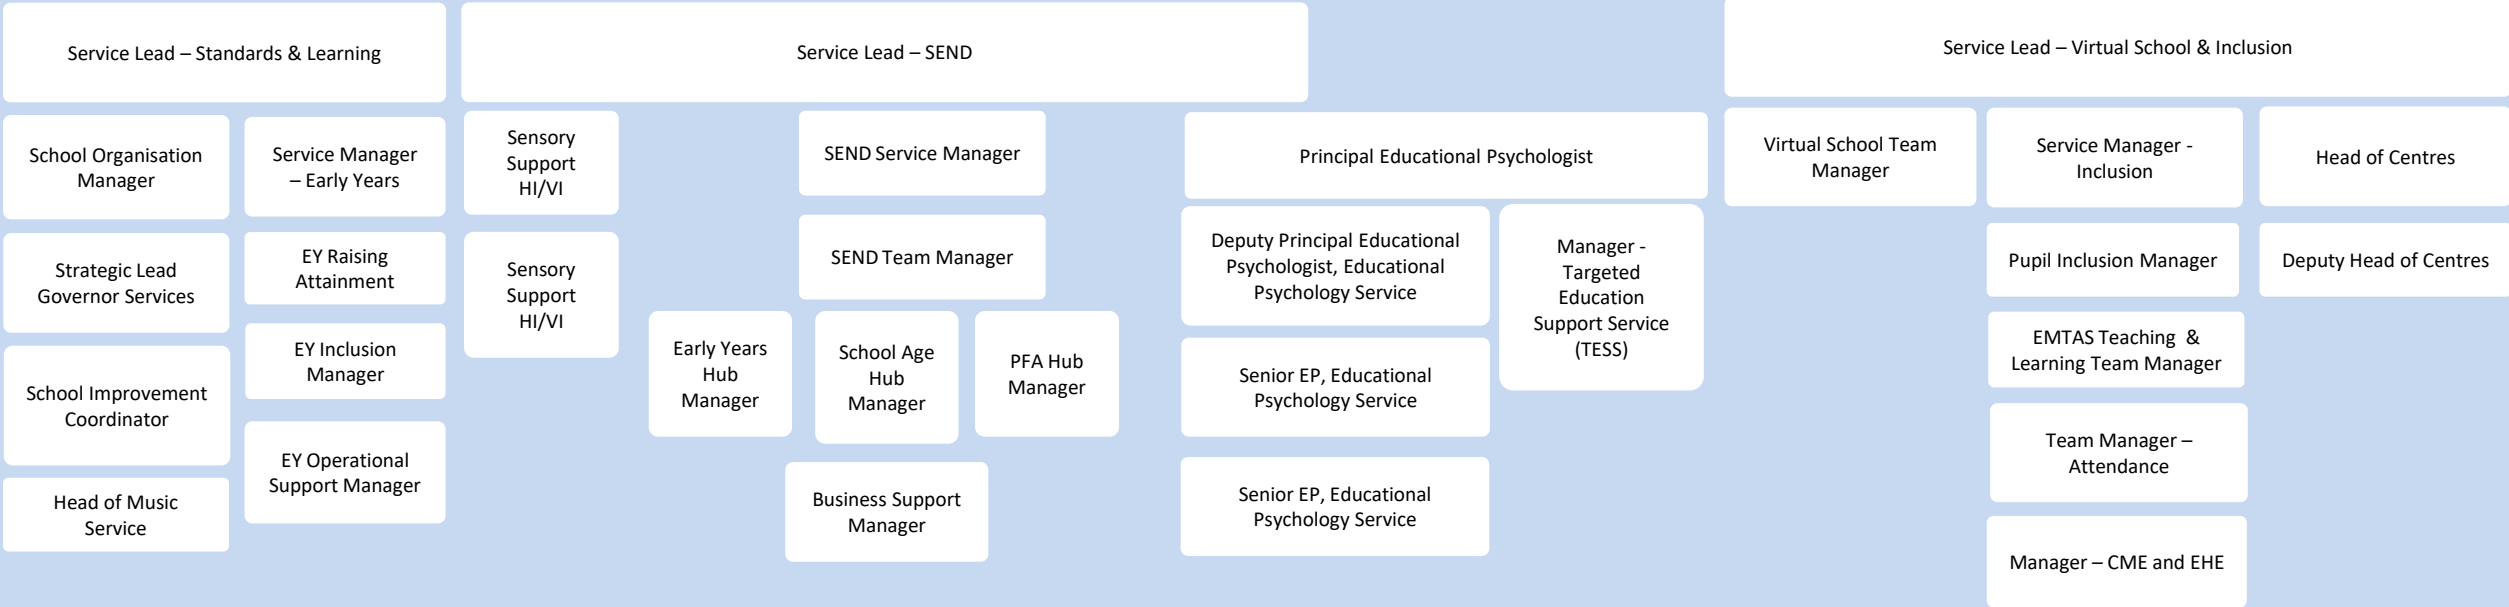 Service Lead – Standards & Learning
School Organisation
Manager
Strategic Lead
Governor Services
School Improvement
Coordinator
Head of Music
Service
Service Manager
– Early Years
EY Raising
Attainment
EY Inclusion
Manager
EY Operational
Support Manager
Service Lead – SEND
Sensory
Support
HI/VI
Sensory
Support
HI/VI
SEND Service Manager
SEND Team Manager
Early Years
Hub
Manager
School Age
Hub
Manager
PFA Hub
Manager
Business Support
Manager
Principal Educational Psychologist
Deputy Principal Educational
Psychologist, Educational
Psychology Service
Senior EP, Educational
Psychology Service
Senior EP, Educational
Psychology Service
Manager -
Targeted
Education
Support Service
(TESS)
Service Lead – Virtual School & Inclusion
Virtual School Team
Manager
Service Manager -
Inclusion
Pupil Inclusion Manager
EMTAS Teaching &
Learning Team Manager
Team Manager –
Attendance
Manager – CME and EHE
Head of Centres
Deputy Head of Centres